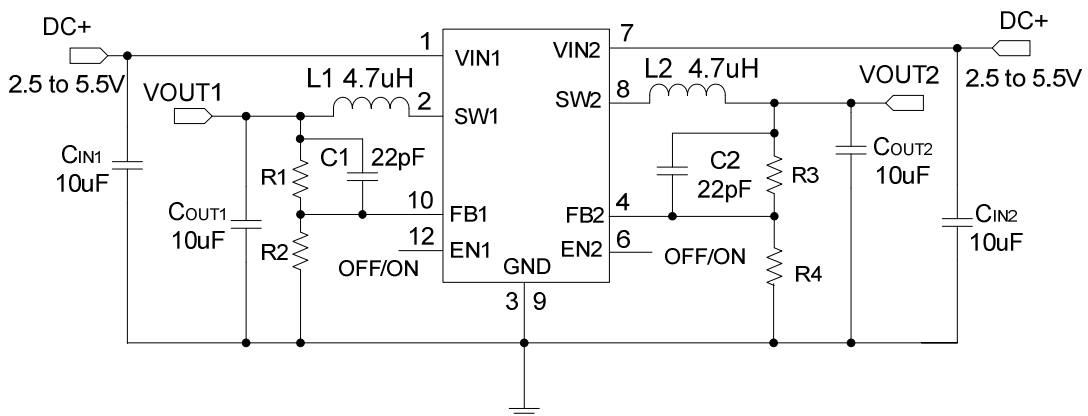 DC+
2.5 to 5.5V
1
VIN1
VIN2
7
DC+
2.5 to 5.5V
VOUT1
L1 4.7uH
2
SW1
SW2
8
L2 4.7uH
VOUT2
CIN1
10uF
COUT1
10uF
R1
C1
22pF
R2
10
FB1
12
EN1
OFF/ON
GND
3 9
FB2
4
EN2
6
OFF/ON
C2
22pF
R3
R4
COUT2
10uF
CIN2
10uF